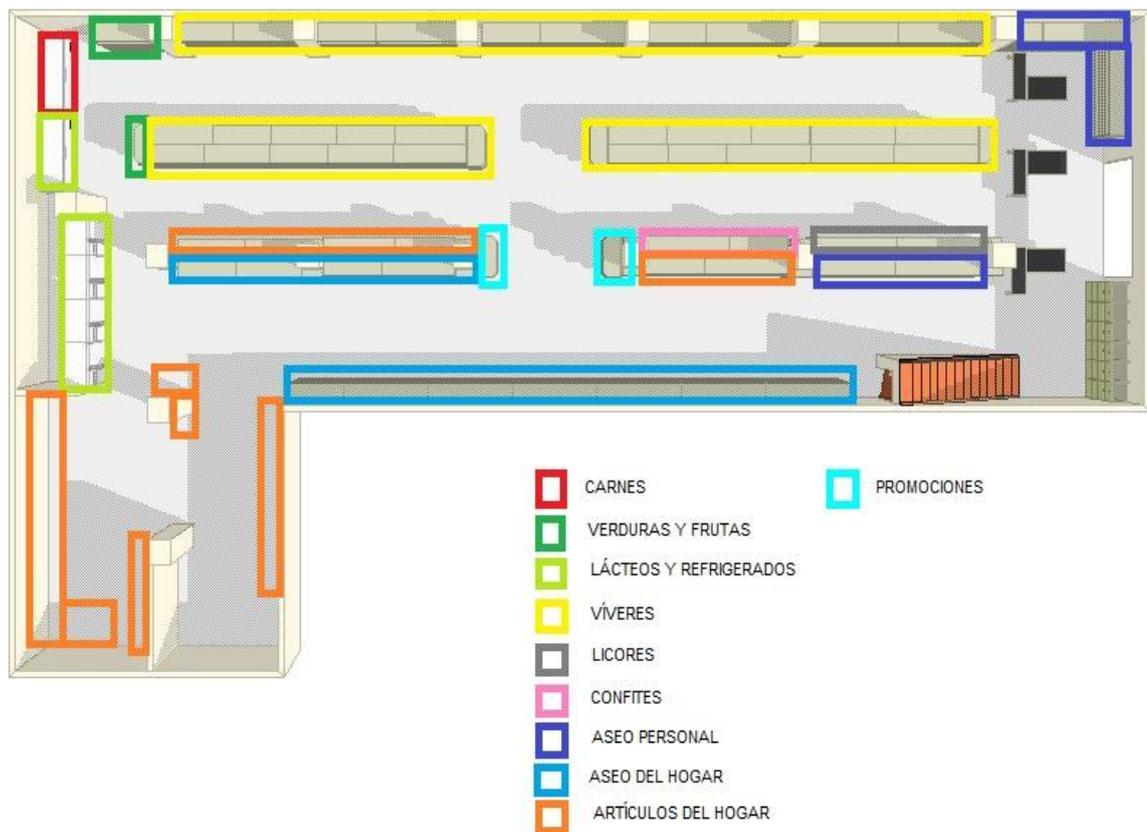 CARNES
VERDURAS Y FRUTAS
LÁCTEOS Y REFRIGERADOS
VÍVERES
LICORES
CONFITES
ASEO PERSONAL
ASEO DEL HOGAR
ARTÍCULOS DEL HOGAR
PROMOCIONES